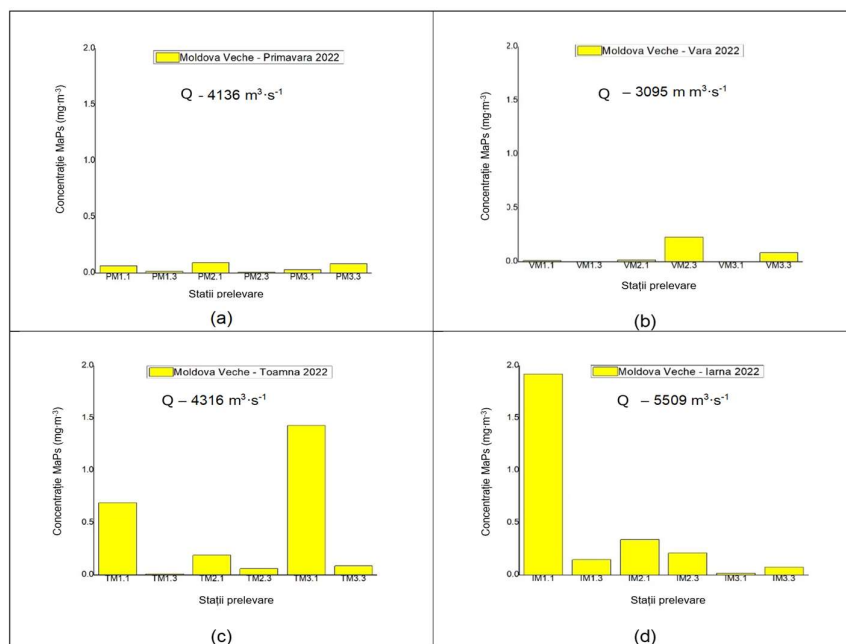 Moldova Veche - Primavara 2022
Q - 4136 m³·s⁻¹
Concentrație MaPs (mg·m⁻³)
2.0
1.5
1.0
0.5
0.0
PM1.1 PM1.3 PM2.1 PM2.3 PM3.1 PM3.3
Statii prelevare
(a)
Moldova Veche - Vara 2022
Q – 3095 m m³·s⁻¹
Concentrație MaPs (mg·m⁻³)
2.0
1.5
1.0
0.5
0.0
VM1.1 VM1.3 VM2.1 VM2.3 VM3.1 VM3.3
Stații prelevare
(b)
Moldova Veche - Toamna 2022
Q – 4316 m³·s⁻¹
Concentrație MaPs (mg·m⁻³)
2.0
1.5
1.0
0.5
0.0
TM1.1 TM1.3 TM2.1 TM2.3 TM3.1 TM3.3
Stații prelevare
(c)
Moldova Veche - Iarna 2022
Q – 5509 m³·s⁻¹
Concentrație MaPs (mg·m⁻³)
2.0
1.5
1.0
0.5
0.0
IM1.1 IM1.3 IM2.1 IM2.3 IM3.1 IM3.3
Stații prelevare
(d)